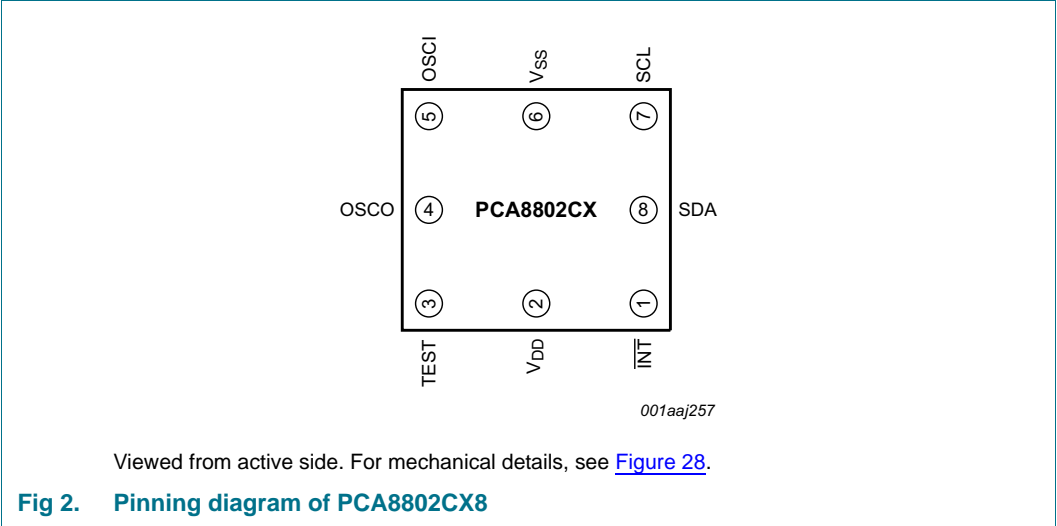 OSCI VSS SCL
5 6 7
OSCO 4 PCA8802CX 8 SDA
3 2 1
TEST VDD INT
001aaj257
Viewed from active side. For mechanical details, see Figure 28.
Fig 2. Pinning diagram of PCA8802CX8